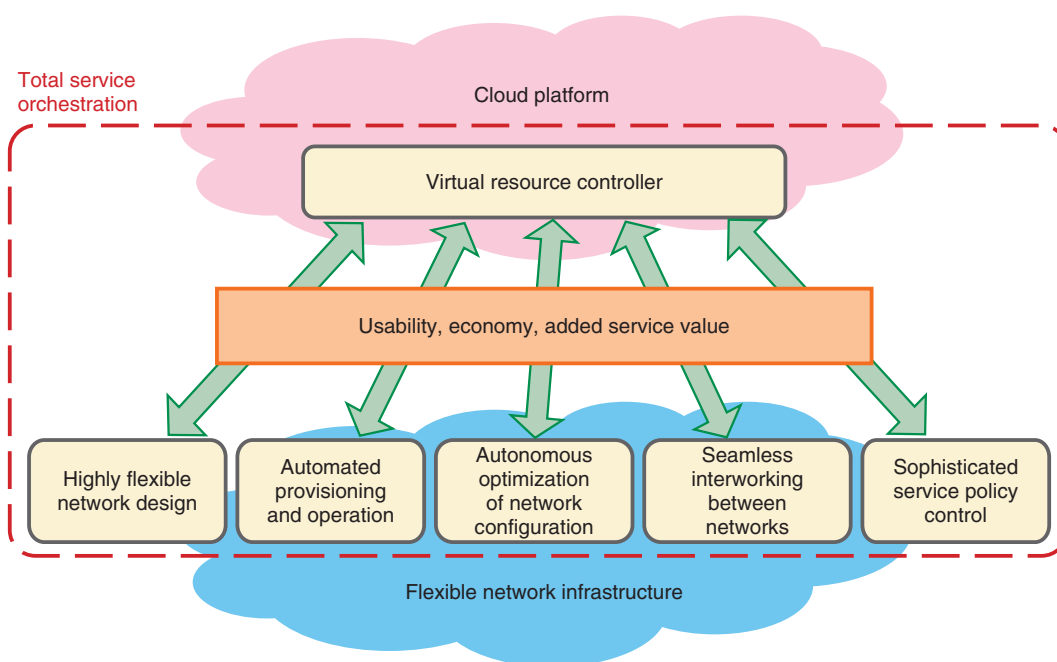 Total service
orchestration
Cloud platform
Virtual resource controller
Usability, economy, added service value
Highly flexible
network design
Automated
provisioning
and operation
Autonomous
optimization
of network
configuration
Seamless
interworking
between
networks
Sophisticated
service policy
control
Flexible network infrastructure